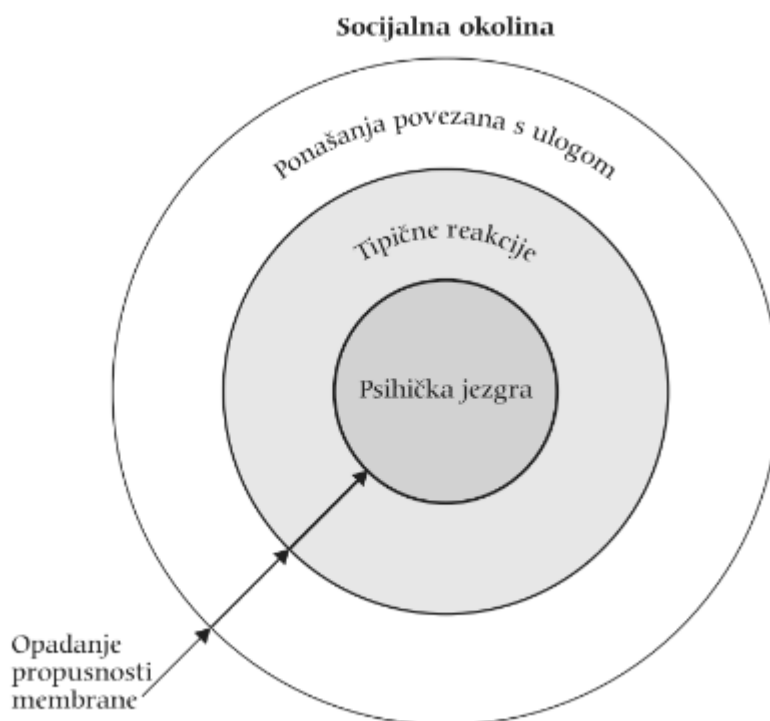 Socijalna okolina
Ponašanja povezana s ulogom
Tipične reakcije
Psihička jezgra
Opadanje
propusnosti
membrane